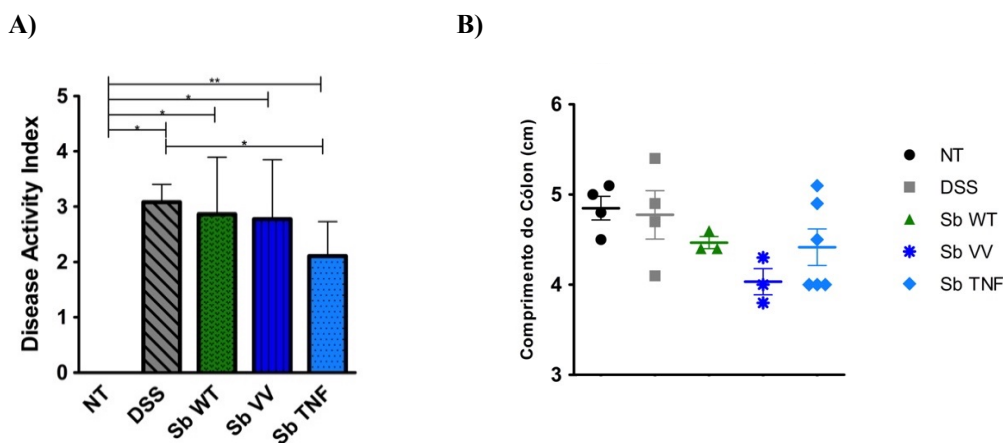 A)
B)
**
*
*
*
*
Disease Activity Index
5
4
3
2
1
0
NT
DSS
Sb WT
Sb VV
Sb TNF
Comprimento do Cólon (cm)
6
5
4
3
NT
DSS
Sb WT
Sb VV
Sb TNF